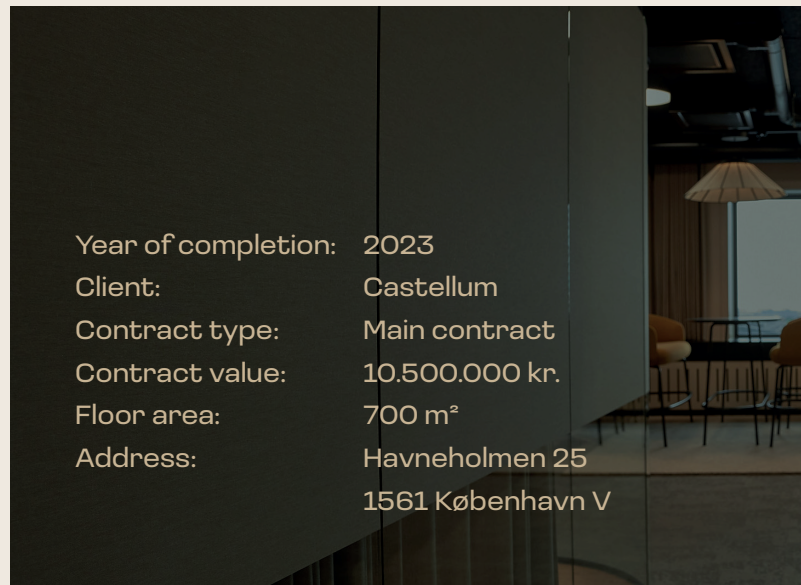 Year of completion: 2023
Client: Castellum
Contract type: Main contract
Contract value: 10.500.000 kr.
Floor area: 700 m²
Address: Havneholmen 25
1561 København V